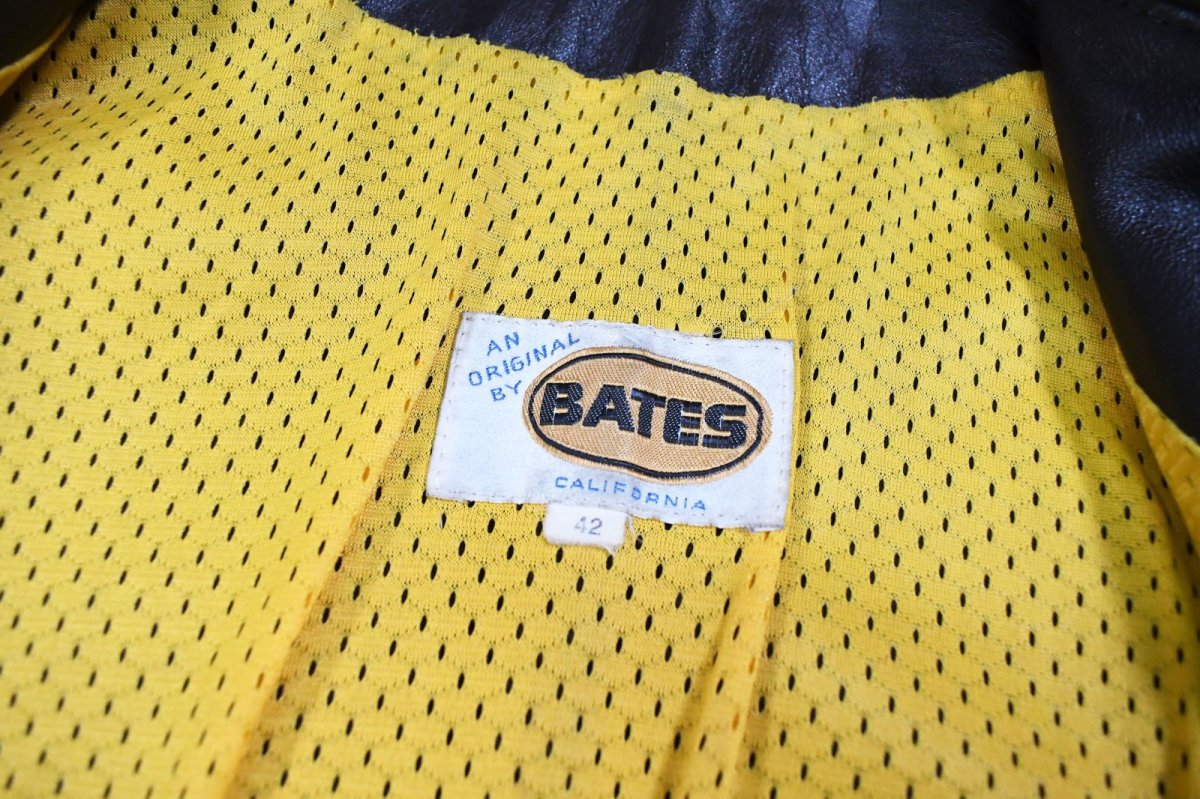 AN
ORIGINAL
BY
BATES
CALIFORNIA
42